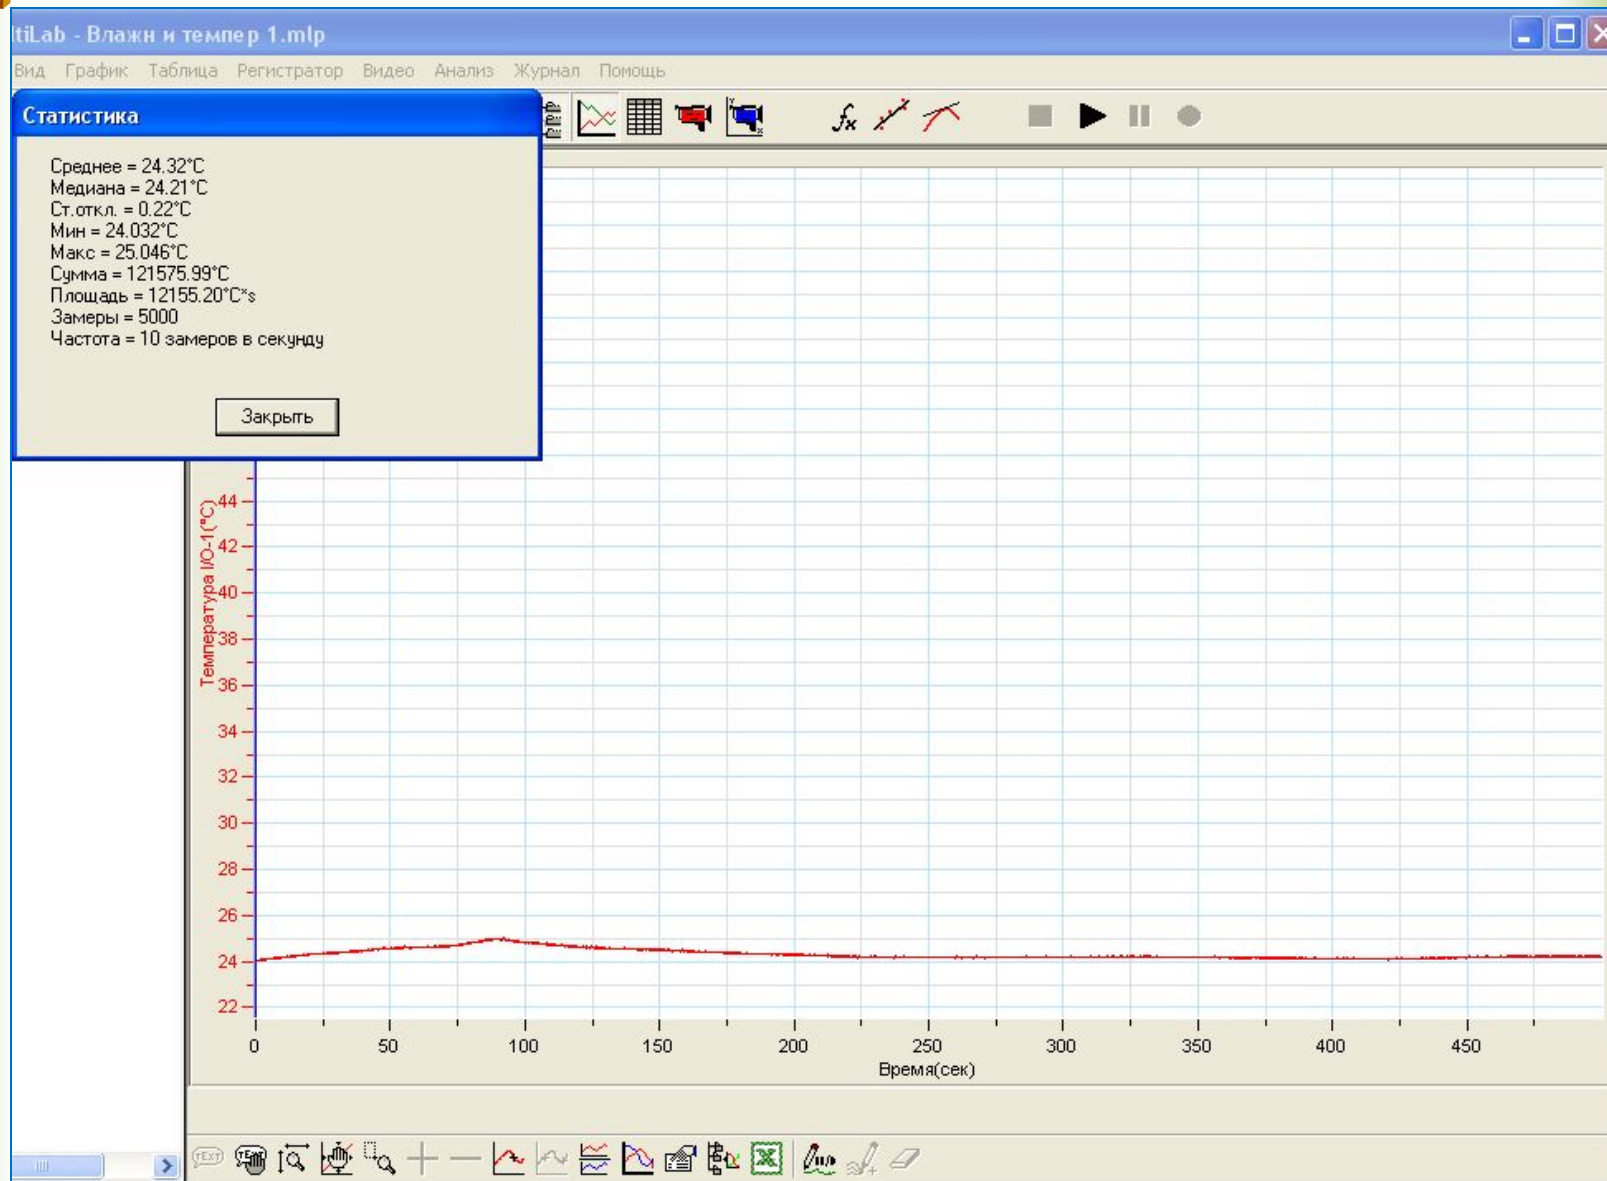 tiLab - Влажн и темпер 1.mlp
Вид График Таблица Регистратор Видео Анализ Журнал Помощь
Статистика
Среднее = 24.32°C
Медиана = 24.21°C
Ст.откл. = 0.22°C
Мин = 24.032°C
Макс = 25.046°C
Сумма = 121575.99°C
Площадь = 12155.20°C*s
Замеры = 5000
Частота = 10 замеров в секунду
Закрыть
Температура I/O-1(°C)
44
42
40
38
36
34
32
30
28
26
24
22
0 50 100 150 200 250 300 350 400 450
Время(сек)